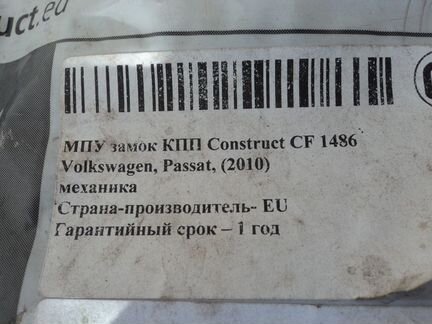 uct.eu
МПУ замок КПП Construct CF 1486
Volkswagen, Passat, (2010)
механика
Страна-производитель- EU
Гарантийный срок – 1 год